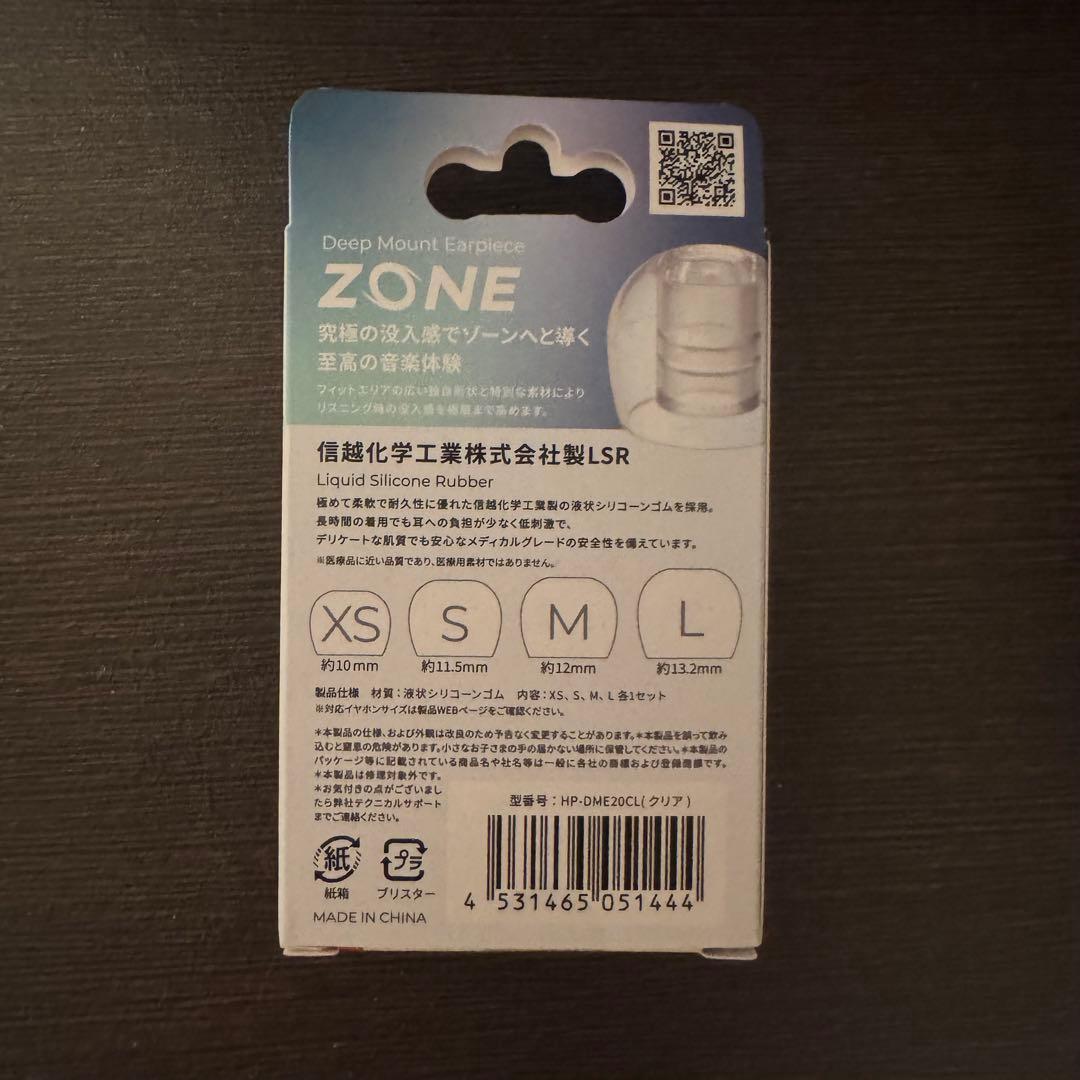 Deep Mount Earpiece
ZONE
究極の没入感でゾーンへと導く
至高の音楽体験
フィットエリアの広い独自形状と特別な素材により
リスニング時の没入感を極限まで高めます。
信越化学工業株式会社製LSR
Liquid Silicone Rubber
極めて柔軟で耐久性に優れた信越化学工業製の液状シリコーンゴムを採用。
長時間の着用でも耳への負担が少なく低刺激で、
デリケートな肌質でも安心なメディカルグレードの安全性を備えています。
※医療品に近い品質であり、医療用素材ではありません。
XS S M L
約10mm 約11.5mm 約12mm 約13.2mm
製品仕様 材質：液状シリコーンゴム 内容：XS、S、M、L 各1セット
※対応イヤホンサイズは製品WEBページをご確認ください。
＊本製品の仕様、および外観は改良のため予告なく変更することがあります。＊本製品を誤って飲み
込むと窒息の危険があります。小さなお子さまの手の届かない場所に保管してください。＊本製品の
パッケージ等に記載されている商品名や社名等は一般に各社の商標および登録商標です。
＊本製品は修理対象外です。
＊お気付きの点がございまし
たら弊社テクニカルサポート
までご連絡ください。
型番号：HP-DME20CL(クリア)
4 531465 051444
紙 プラ
紙箱 ブリスター
MADE IN CHINA